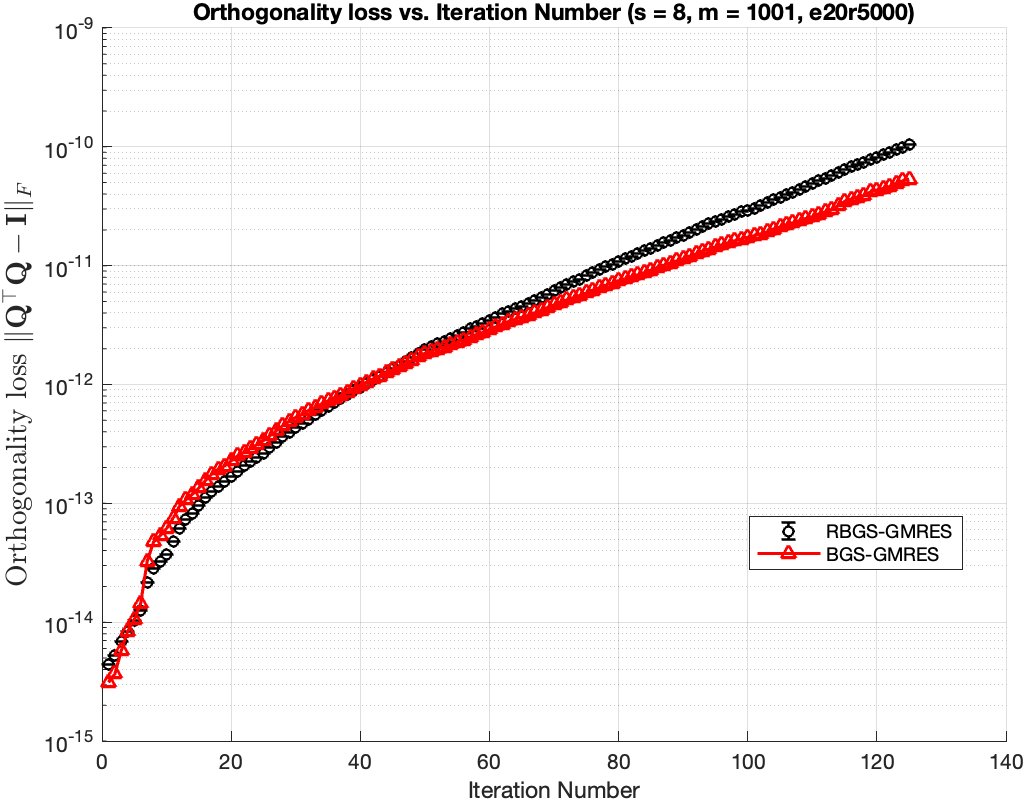 Orthogonality loss vs. Iteration Number (s = 8, m = 1001, e20r5000)
Orthogonality loss ||Q^⊤Q − I||_F
10^-9
10^-10
10^-11
10^-12
10^-13
10^-14
10^-15
RBGS-GMRES
BGS-GMRES
0 20 40 60 80 100 120 140
Iteration Number